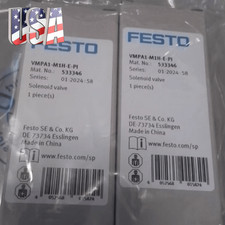 USA
FESTO
VMPA1-M1H-E-PI
Mat. No.: 533346
Series: 03-2024-S8
Solenoid valve
1 piece(s)
Festo SE & Co. KG
DE-73734 Esslingen
Made in China
www.festo.com/sp
FESTO
VMPA1-M1H-E-PI
Mat. No.: 533346
Series: 03-2024-S8
Solenoid valve
1 piece(s)
Festo SE & Co. KG
DE-73734 Esslingen
Made in China
www.festo.com/sp